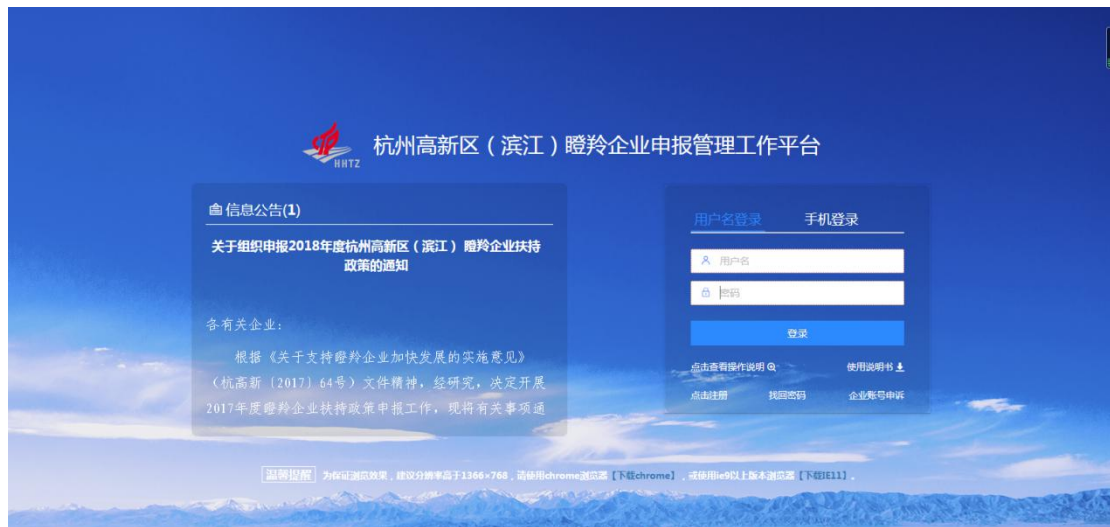 HHTZ
杭州高新区（滨江）瞪羚企业申报管理工作平台
信息公告(1)
关于组织申报2018年度杭州高新区（滨江） 瞪羚企业扶持
政策的通知
各有关企业：
根据《关于支持瞪羚企业加快发展的实施意见》
（杭高新〔2017〕64号）文件精神，经研究，决定开展
2017年度瞪羚企业扶持政策申报工作，现将有关事项通
用户名登录 手机登录
用户名
密码
登录
点击查看操作说明 使用说明书
点击注册 找回密码 企业账号申诉
温馨提醒 为保证浏览效果，建议分辨率高于1366×768，请使用chrome浏览器【下载chrome】，或使用ie9以上版本浏览器【下载IE11】。